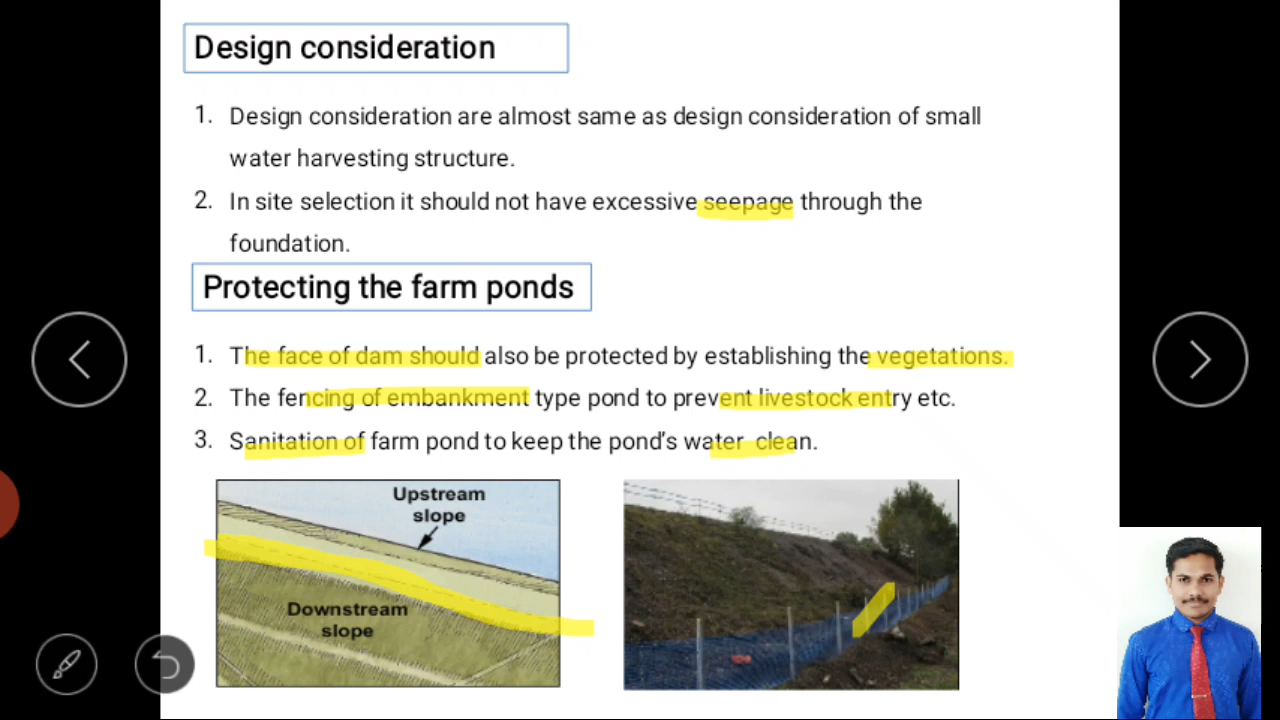 Design consideration
1. Design consideration are almost same as design consideration of small
water harvesting structure.
2. In site selection it should not have excessive seepage through the
foundation.
Protecting the farm ponds
1. The face of dam should also be protected by establishing the vegetations.
2. The fencing of embankment type pond to prevent livestock entry etc.
3. Sanitation of farm pond to keep the pond's water clean.
Upstream
slope
Downstream
slope